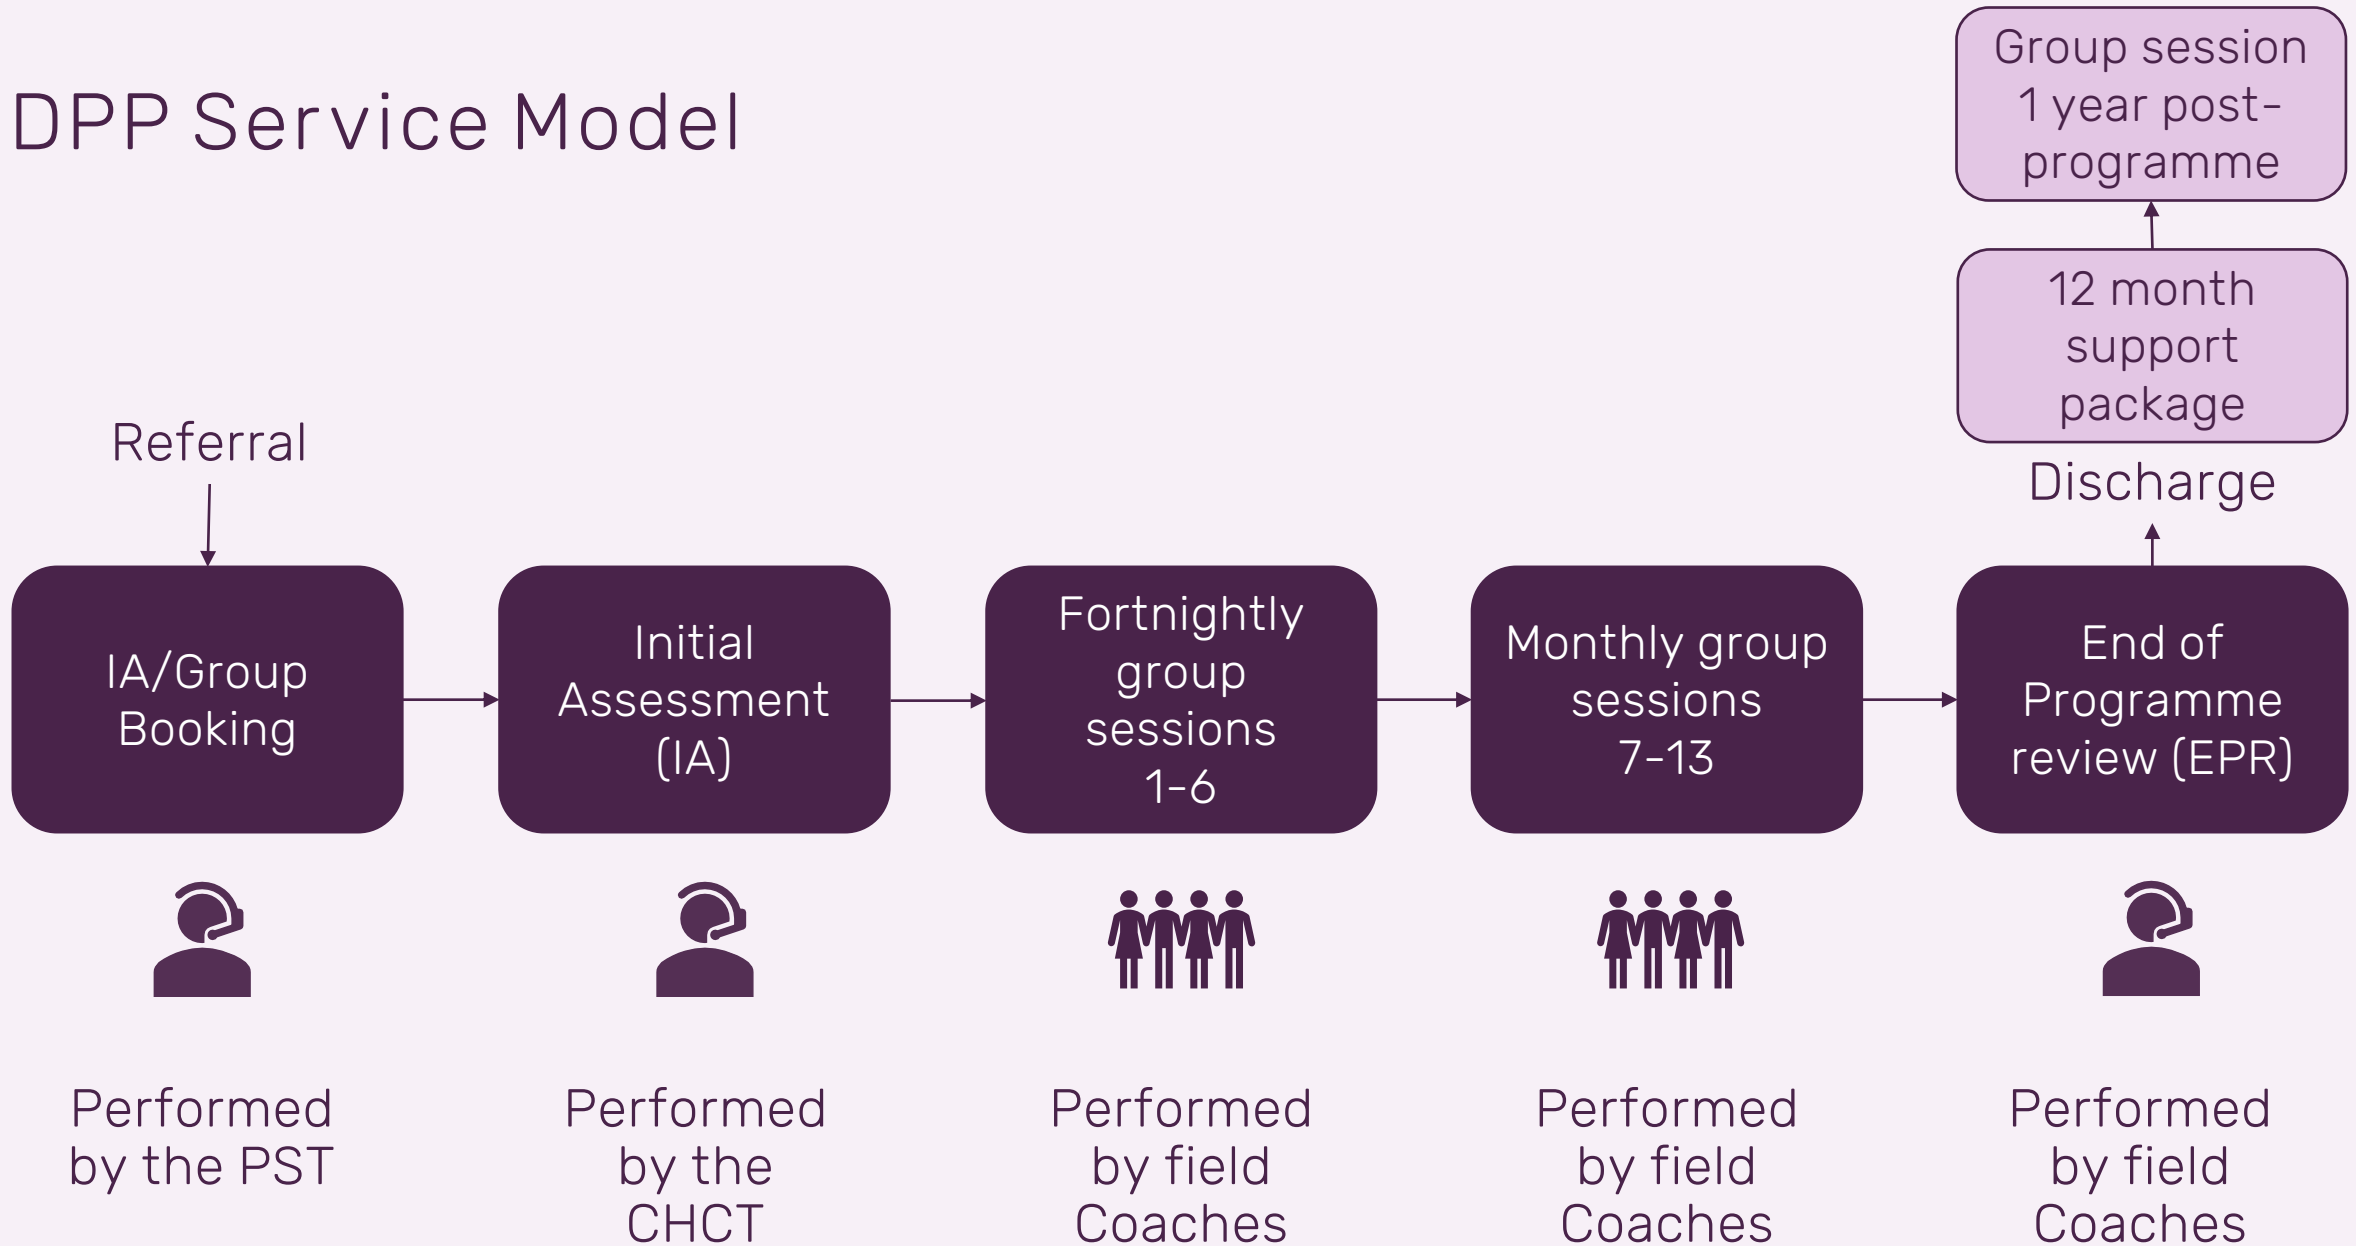 DPP Service Model
Referral
IA/Group
Booking
Performed
by the PST
Initial
Assessment
(IA)
Performed
by the
CHCT
Fortnightly
group
sessions
1-6
Performed
by field
Coaches
Monthly group
sessions
7-13
Performed
by field
Coaches
End of
Programme
review (EPR)
Performed
by field
Coaches
Discharge
12 month
support
package
Group session
1 year post-
programme